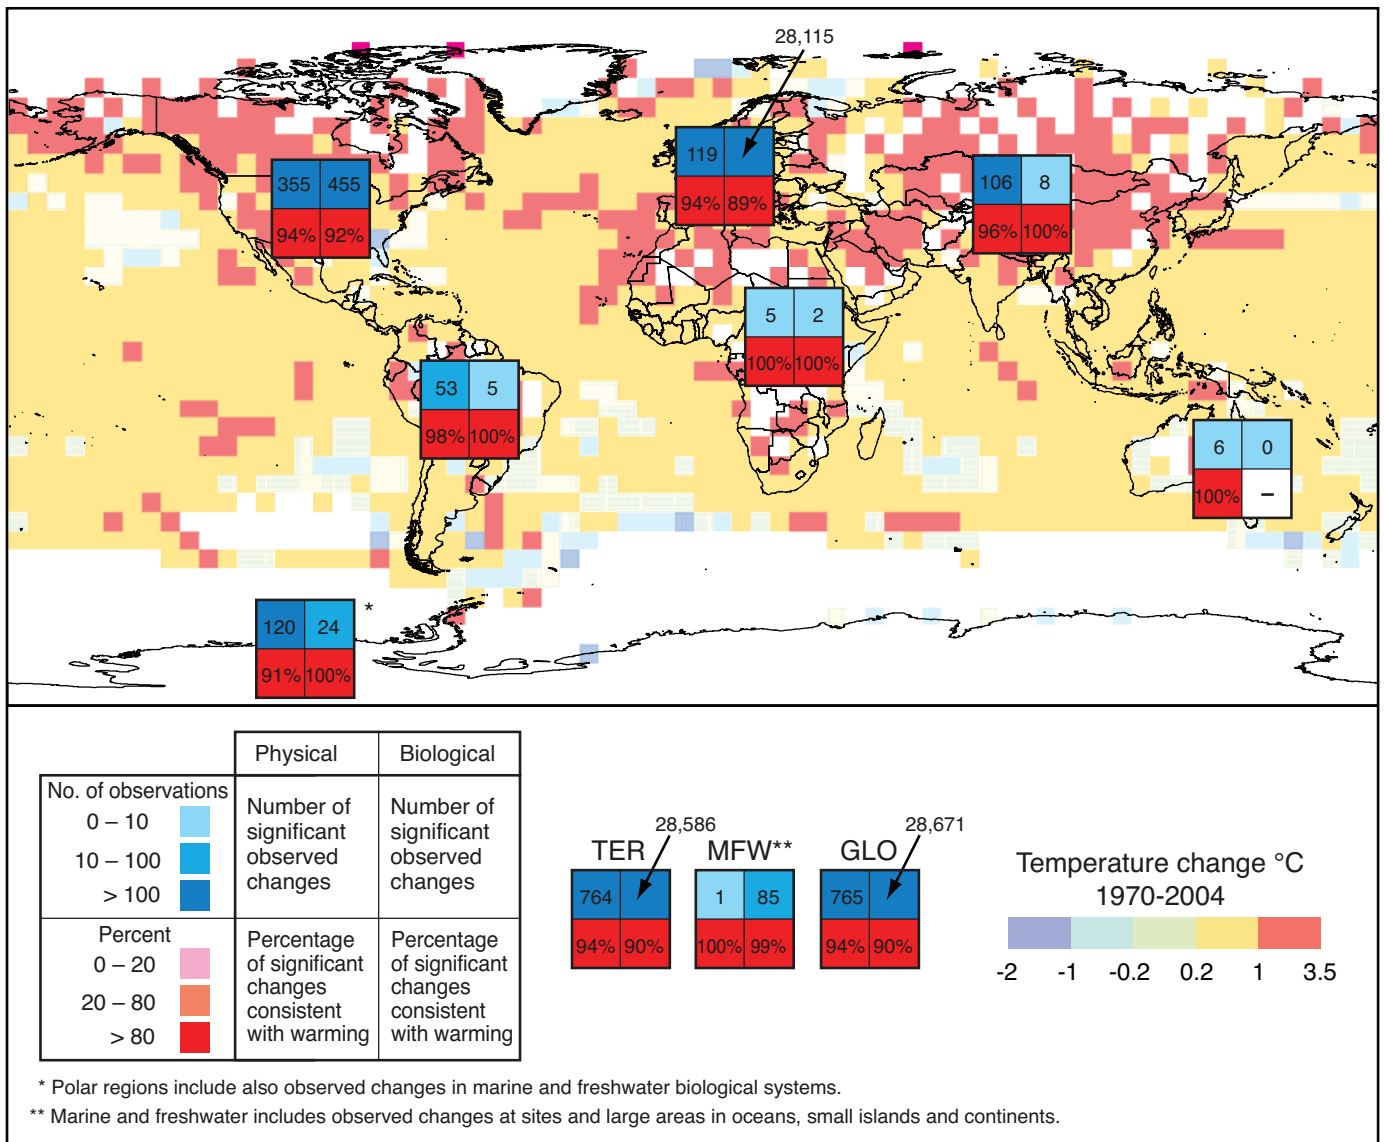 28,115
119
94% 89%
355 455
94% 92%
106 8
96% 100%
5 2
100% 100%
53 5
98% 100%
6 0
100% –
120 24 *
91% 100%
Physical Biological
No. of observations
0 – 10
10 – 100
> 100
Number of
significant
observed
changes
Number of
significant
observed
changes
Percent
0 – 20
20 – 80
> 80
Percentage
of significant
changes
consistent
with warming
Percentage
of significant
changes
consistent
with warming
28,586
28,671
TER MFW** GLO
764
1 85
765
94% 90%
100% 99%
94% 90%
Temperature change °C
1970-2004
-2 -1 -0.2 0.2 1 3.5
* Polar regions include also observed changes in marine and freshwater biological systems.
** Marine and freshwater includes observed changes at sites and large areas in oceans, small islands and continents.